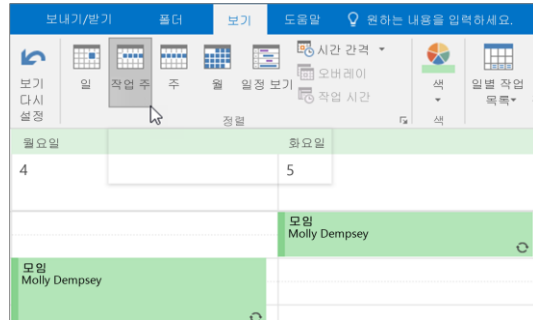 보내기/받기 폴더 보기 도움말 원하는 내용을 입력하세요.
보기 다시 설정
일
작업 주
주
월
일정 보기
시간 간격
오버레이
작업 시간
색
일별 작업 목록
정렬
색
월요일 화요일
4 5
모임
Molly Dempsey
모임
Molly Dempsey